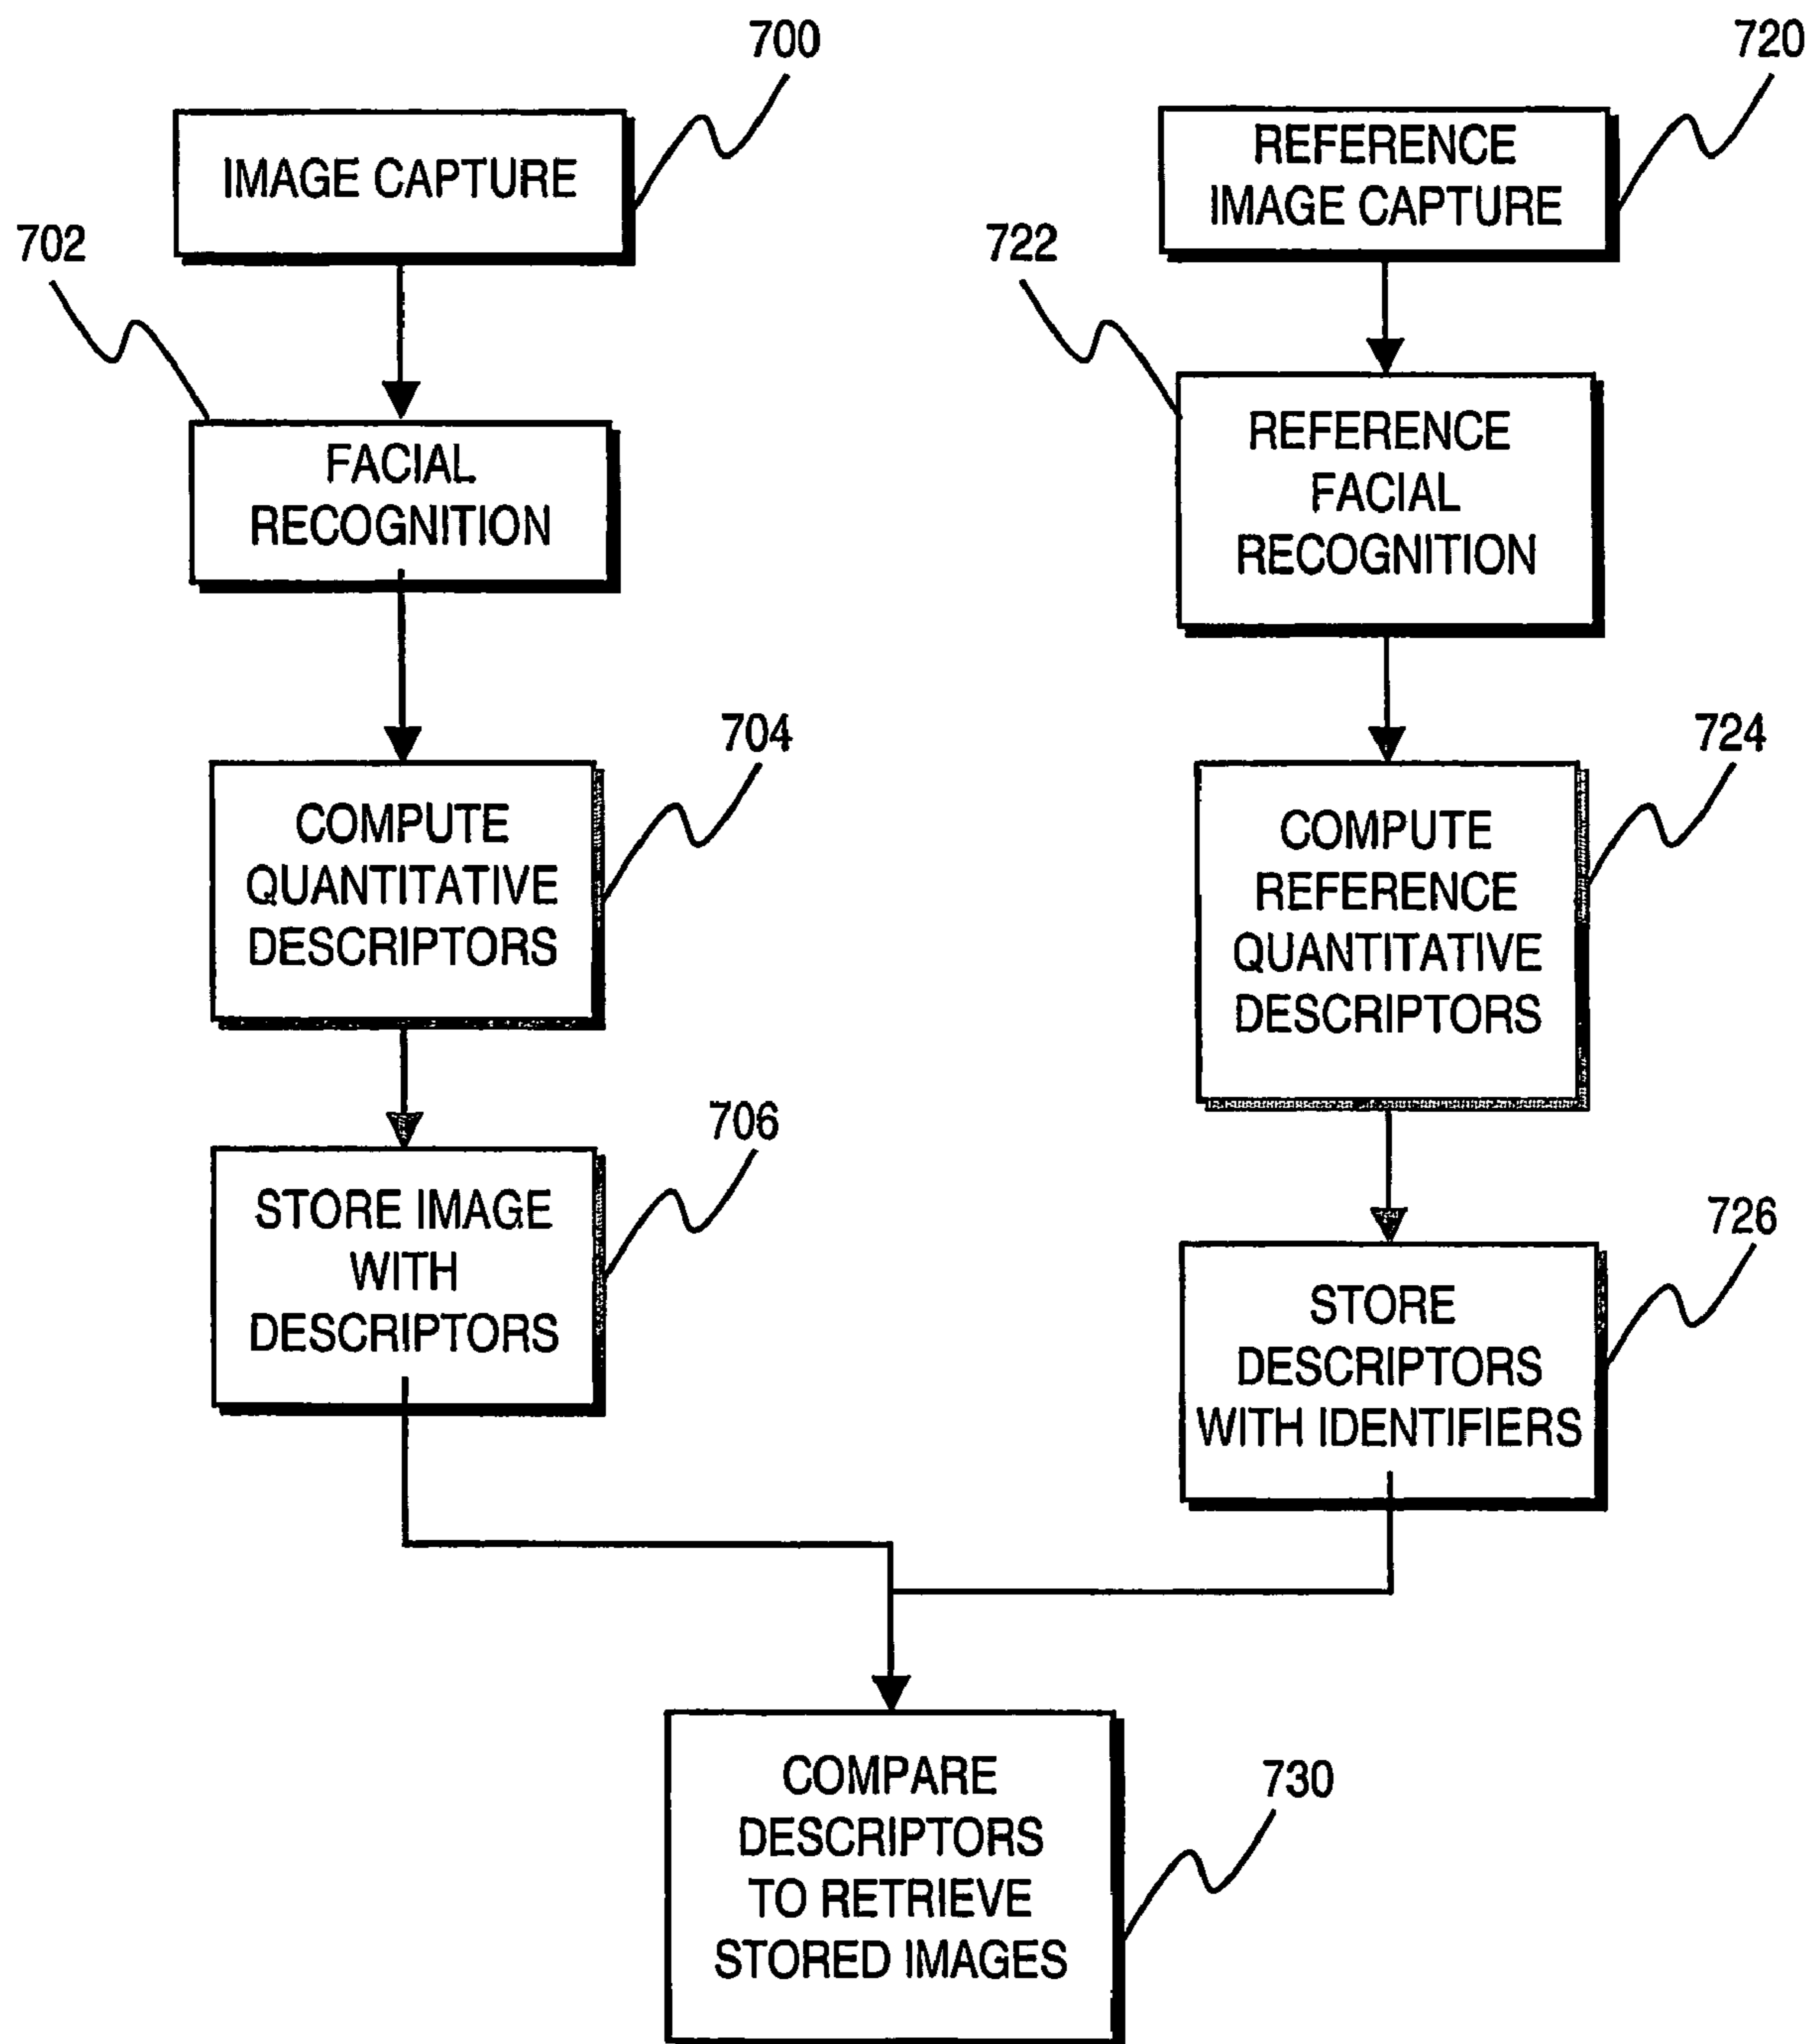 700
IMAGE CAPTURE
702
FACIAL
RECOGNITION
704
COMPUTE
QUANTITATIVE
DESCRIPTORS
706
STORE IMAGE
WITH
DESCRIPTORS
720
REFERENCE
IMAGE CAPTURE
722
REFERENCE
FACIAL
RECOGNITION
724
COMPUTE
REFERENCE
QUANTITATIVE
DESCRIPTORS
726
STORE
DESCRIPTORS
WITH IDENTIFIERS
730
COMPARE
DESCRIPTORS
TO RETRIEVE
STORED IMAGES